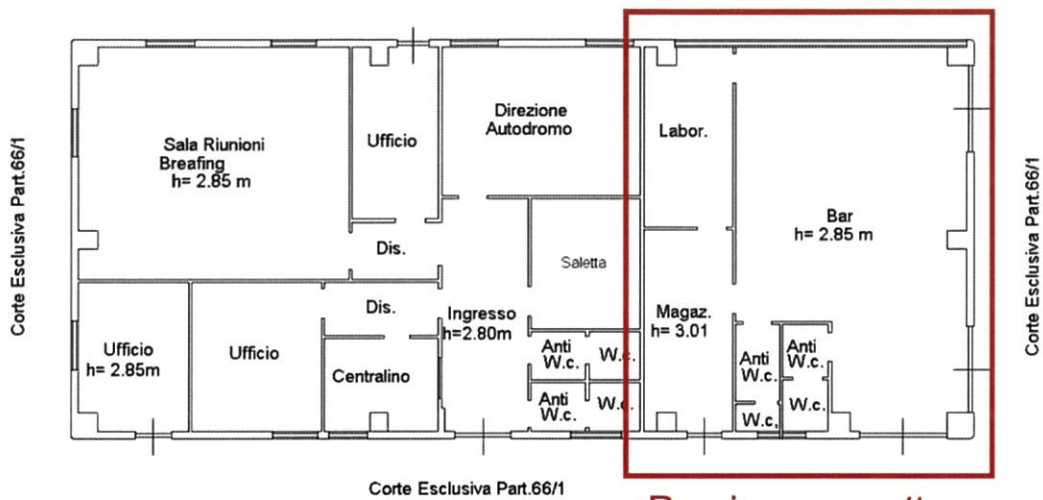 Corte Esclusiva Part.66/1
Sala Riunioni
Breafing
h= 2.85 m
Ufficio
Direzione
Autodromo
Labor.
Bar
h= 2.85 m
Corte Esclusiva Part.66/1
Dis.
Saletta
Dis.
Ingresso
h=2.80m
Magaz.
h= 3.01
Ufficio
h= 2.85m
Ufficio
Centralino
Anti
W.c.
W.c.
Anti
W.c.
W.c.
Anti
W.c.
W.c.
Anti
W.c.
W.c.
Corte Esclusiva Part.66/1